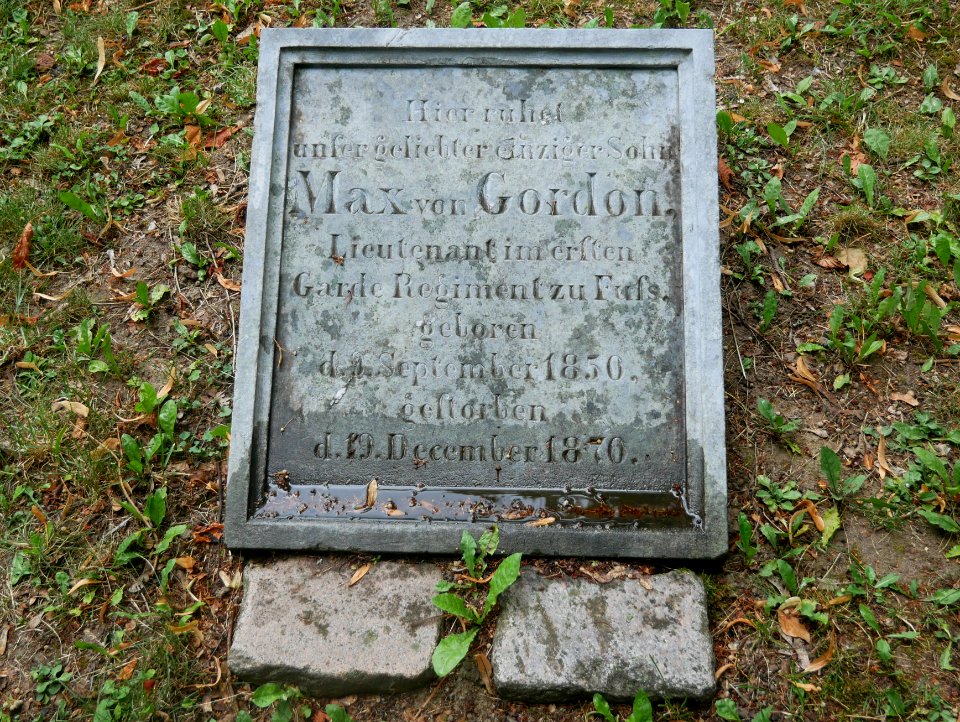 Hier ruhet
unser geliebter einziger Sohn
Max von Gordon,
Lieutenant im ersten
Garde Regiment zu Fuss.
geboren
d. 9. September 1850.
gestorben
d. 19. December 1870.